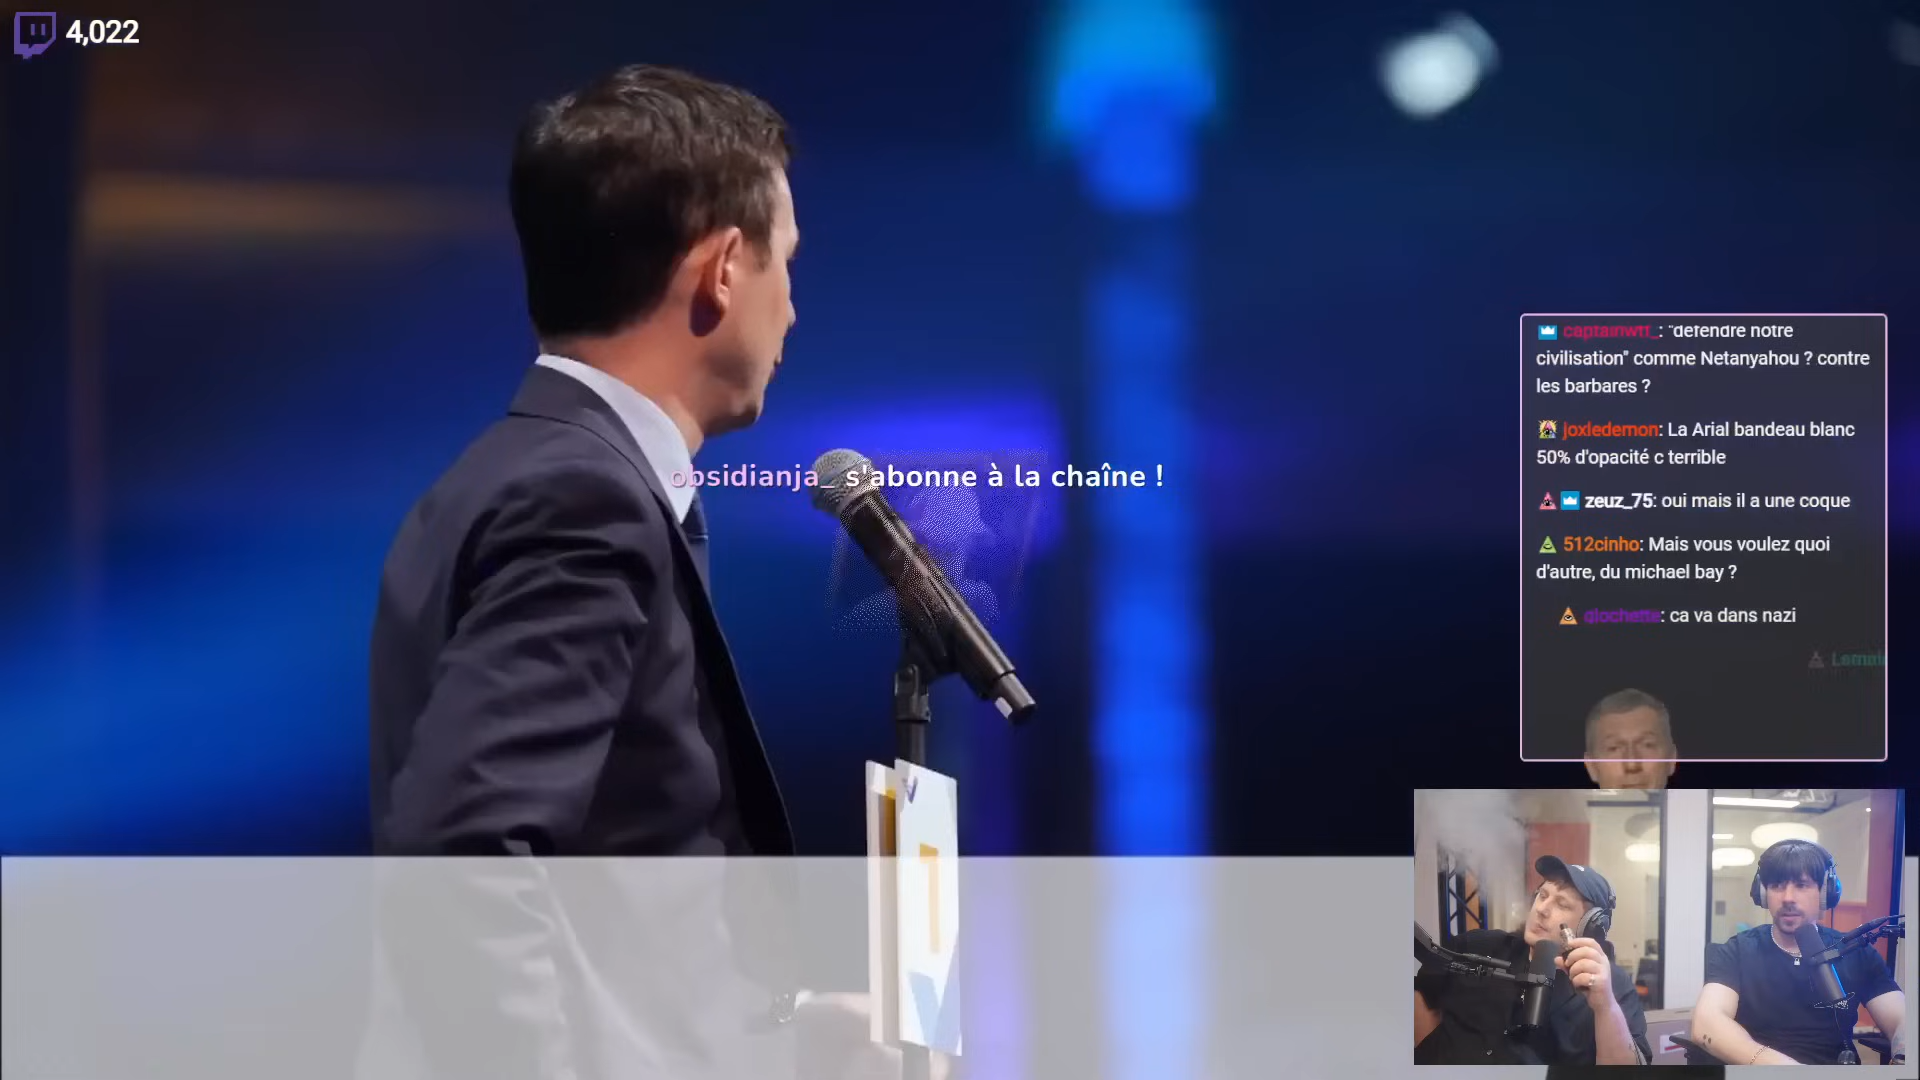 4,022
obsidianja_ s'abonne à la chaîne !
captainwtf_: "défendre notre
civilisation" comme Netanyahou ? contre
les barbares ?
joxledemon: La Arial bandeau blanc
50% d'opacité c terrible
zeuz_75: oui mais il a une coque
512cinho: Mais vous voulez quoi
d'autre, du michael bay ?
glochette: ca va dans nazi